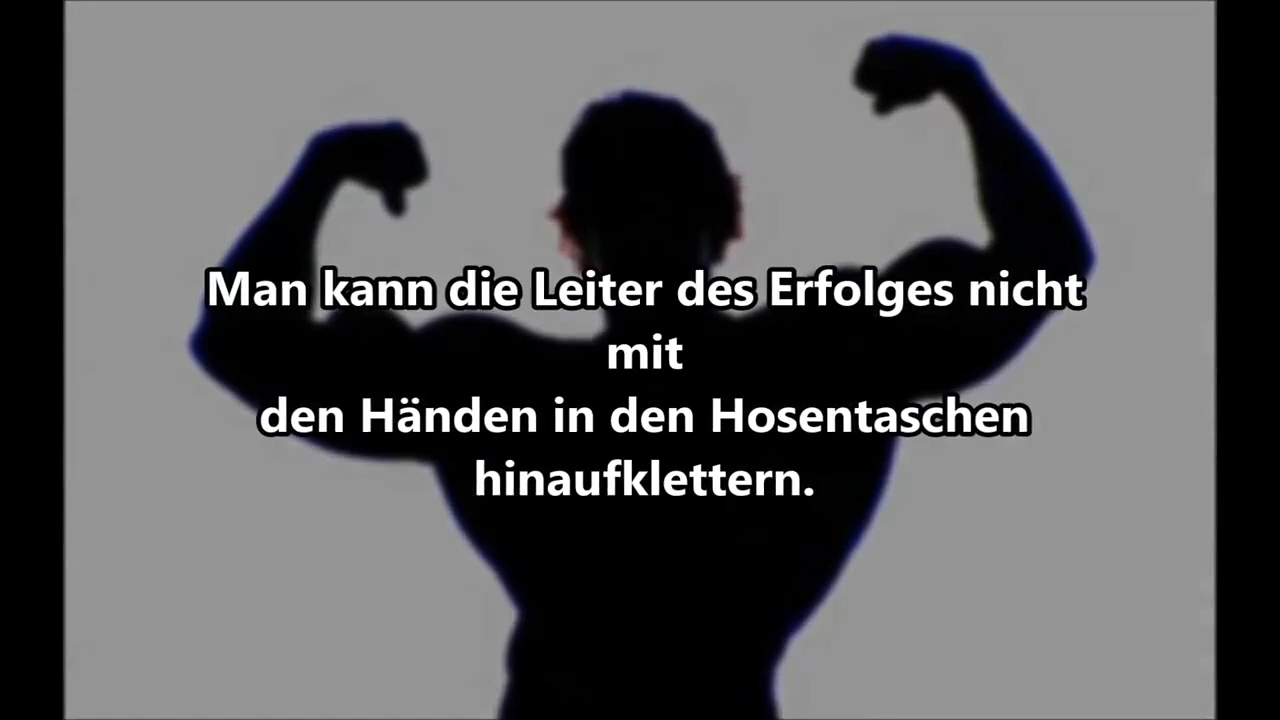 Man kann die Leiter des Erfolges nicht
mit
den Händen in den Hosentaschen
hinaufklettern.